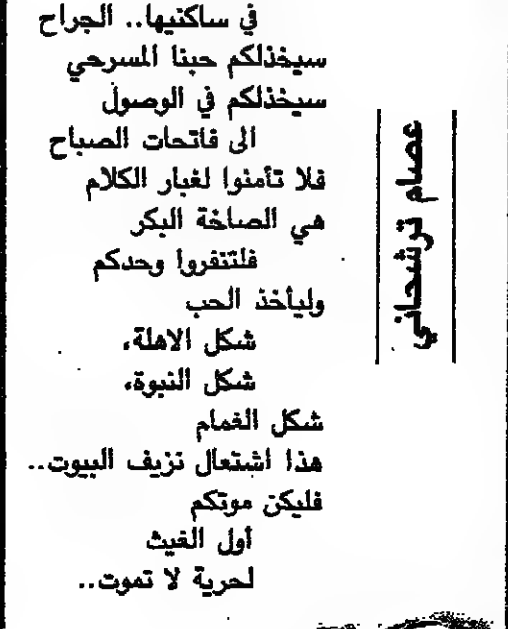 في ساكنيها.. الجراح
سيخذلكم حبنا المسرحي
سيخذلكم في الوصول
الى فاتحات الصباح
فلا تأمنوا لغبار الكلام
هي الصاخة البكر
فلتنفروا وحدكم
وليأخذ الحب
شكل الاهلة،
شكل النبوة،
شكل الغمام
هذا اشتعال نزيف البيوت..
فليكن موتكم
أول الغيث
لحرية لا تموت..
عصام ترشحاني